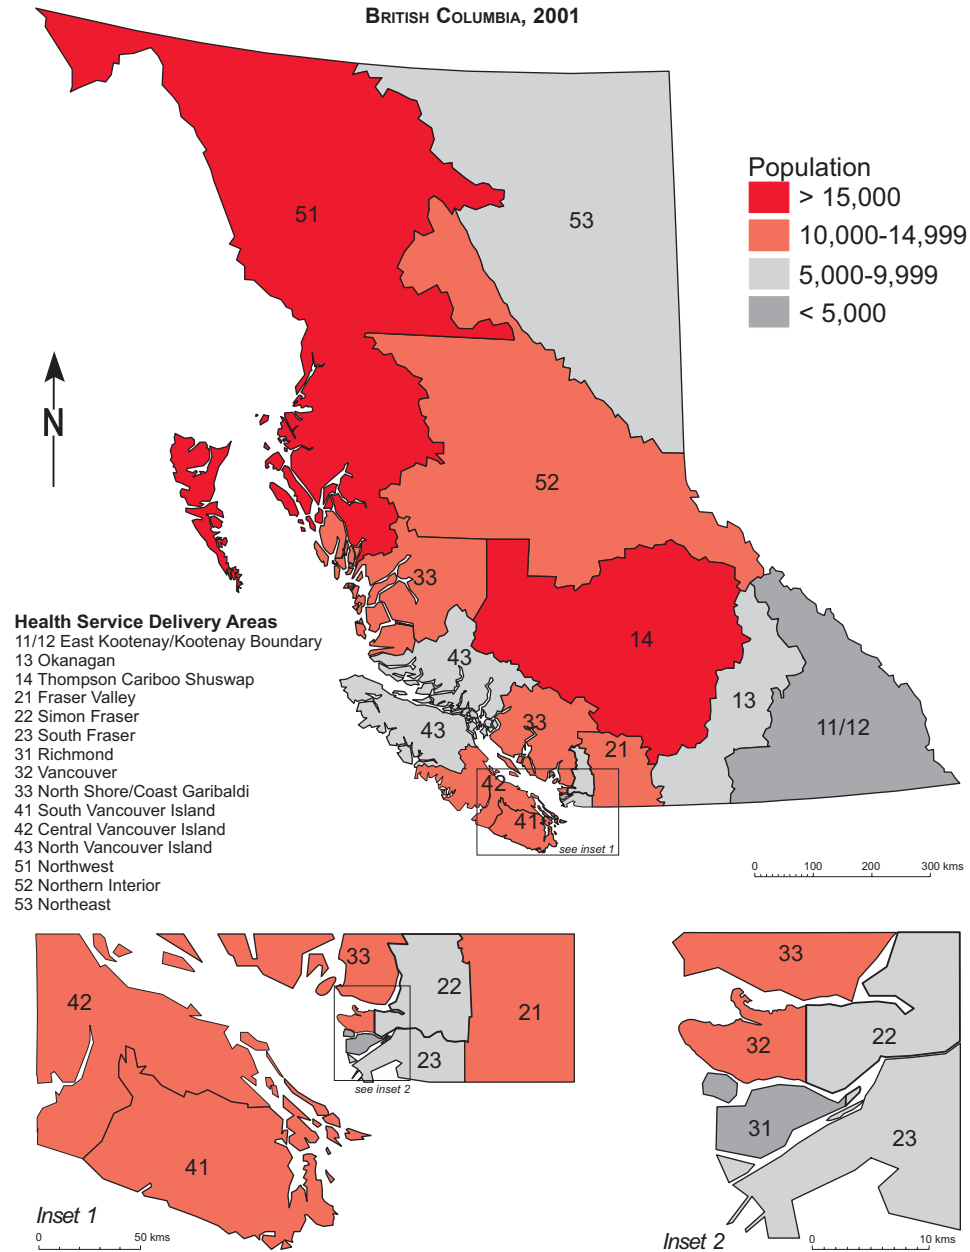 British Columbia, 2001
Population
> 15,000
10,000-14,999
5,000-9,999
< 5,000
51
53
N
52
33
14
43
13
11/12
43
33
21
42
41
see inset 1
0 100 200 300 kms
Health Service Delivery Areas
11/12 East Kootenay/Kootenay Boundary
13 Okanagan
14 Thompson Cariboo Shuswap
21 Fraser Valley
22 Simon Fraser
23 South Fraser
31 Richmond
32 Vancouver
33 North Shore/Coast Garibaldi
41 South Vancouver Island
42 Central Vancouver Island
43 North Vancouver Island
51 Northwest
52 Northern Interior
53 Northeast
33
42
22
21
23
see inset 2
41
Inset 1
0 50 kms
33
22
32
31
23
Inset 2
0 10 kms